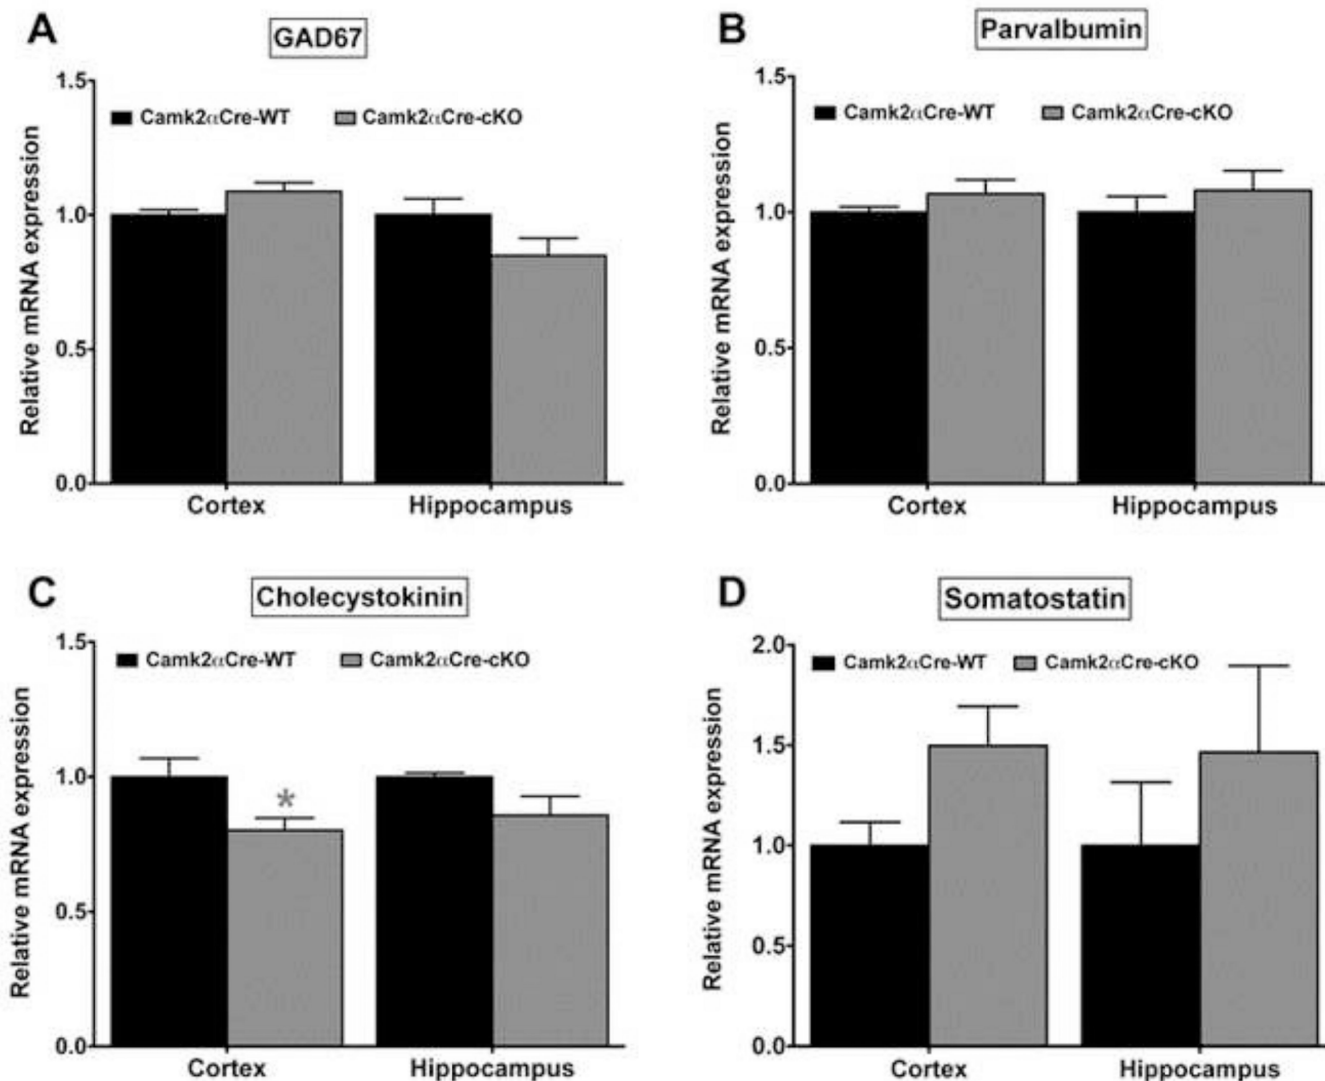 A
GAD67
1.5
Camk2αCre-WT Camk2αCre-cKO
1.0
0.5
0.0
Relative mRNA expression
Cortex Hippocampus
B
Parvalbumin
1.5
Camk2αCre-WT Camk2αCre-cKO
1.0
0.5
0.0
Relative mRNA expression
Cortex Hippocampus
C
Cholecystokinin
1.5
Camk2αCre-WT Camk2αCre-cKO
1.0
*
0.5
0.0
Relative mRNA expression
Cortex Hippocampus
D
Somatostatin
2.0
Camk2αCre-WT Camk2αCre-cKO
1.5
1.0
0.5
0.0
Relative mRNA expression
Cortex Hippocampus